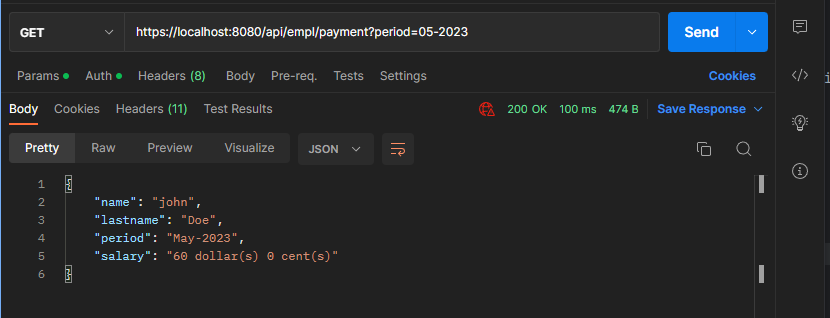 GET https://localhost:8080/api/empl/payment?period=05-2023 Send
Params Auth Headers (8) Body Pre-req. Tests Settings Cookies
Body Cookies Headers (11) Test Results 200 OK 100 ms 474 B Save Response
Pretty Raw Preview Visualize JSON
1 {
2 "name": "john",
3 "lastname": "Doe",
4 "period": "May-2023",
5 "salary": "60 dollar(s) 0 cent(s)"
6 }